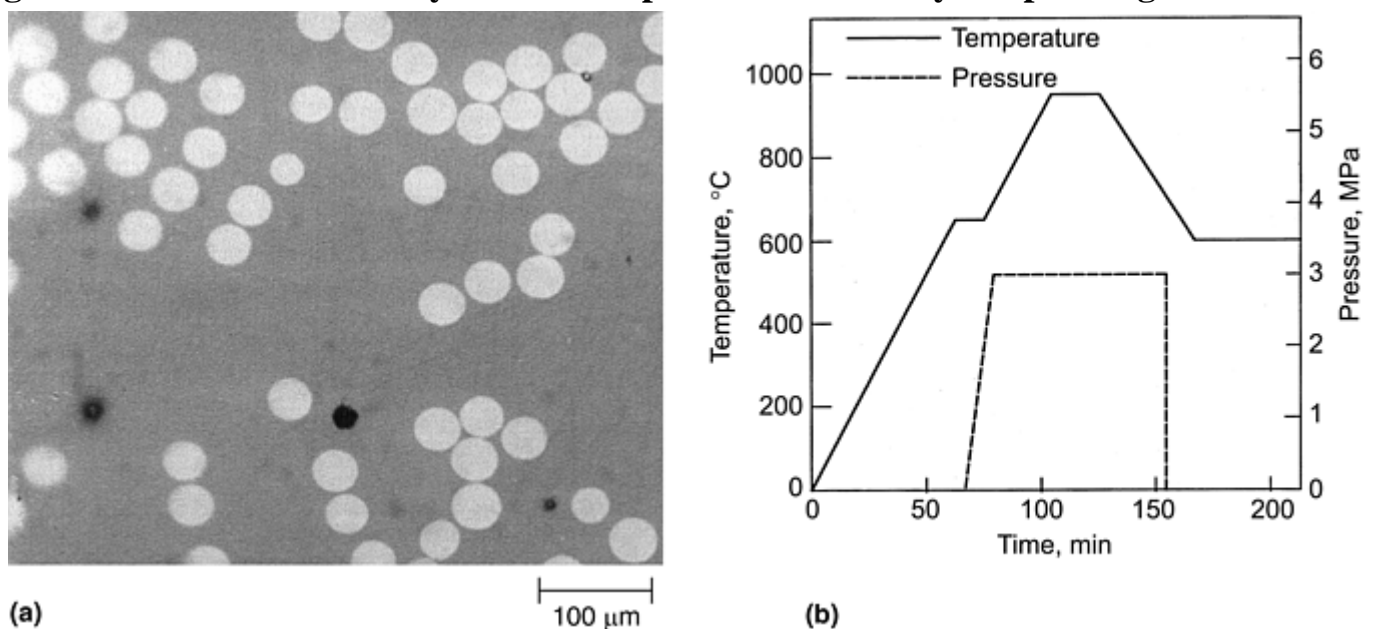 100 μm
(a)
Temperature
Pressure
Temperature, °C
1000
800
600
400
200
0
0
50
100
150
200
Time, min
6
5
4
3
2
1
0
Pressure, MPa
(b)